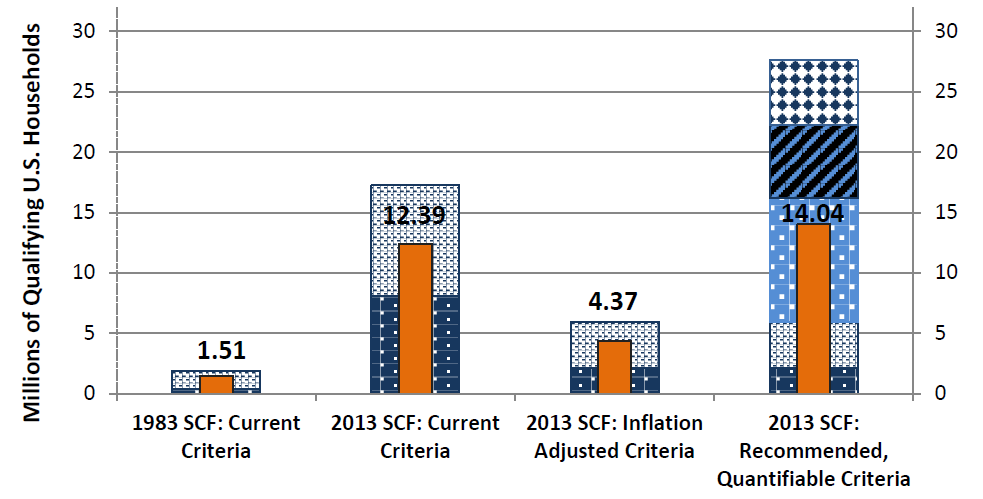 Millions of Qualifying U.S. Households
30
30
25
25
20
20
15
15
10
10
5
5
0
0
1.51
12.39
4.37
14.04
1983 SCF: Current
Criteria
2013 SCF: Current
Criteria
2013 SCF: Inflation
Adjusted Criteria
2013 SCF:
Recommended,
Quantifiable Criteria